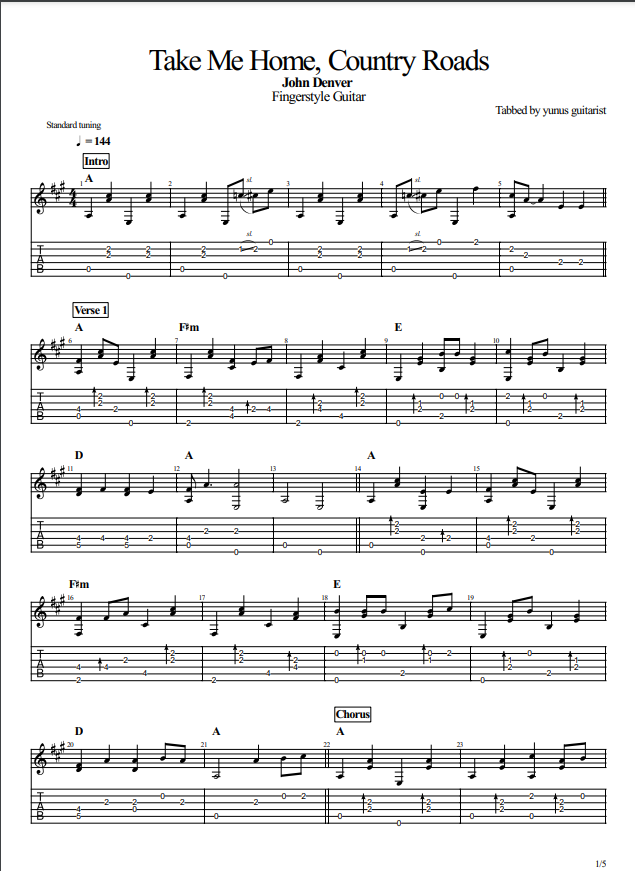 Take Me Home, Country Roads
John Denver
Fingerstyle Guitar
Tabbed by yunus guitarist
Standard tuning
♩ = 144
Intro
A
Verse 1
A F♯m E
D A A
F♯m E
Chorus
D A A
1/5